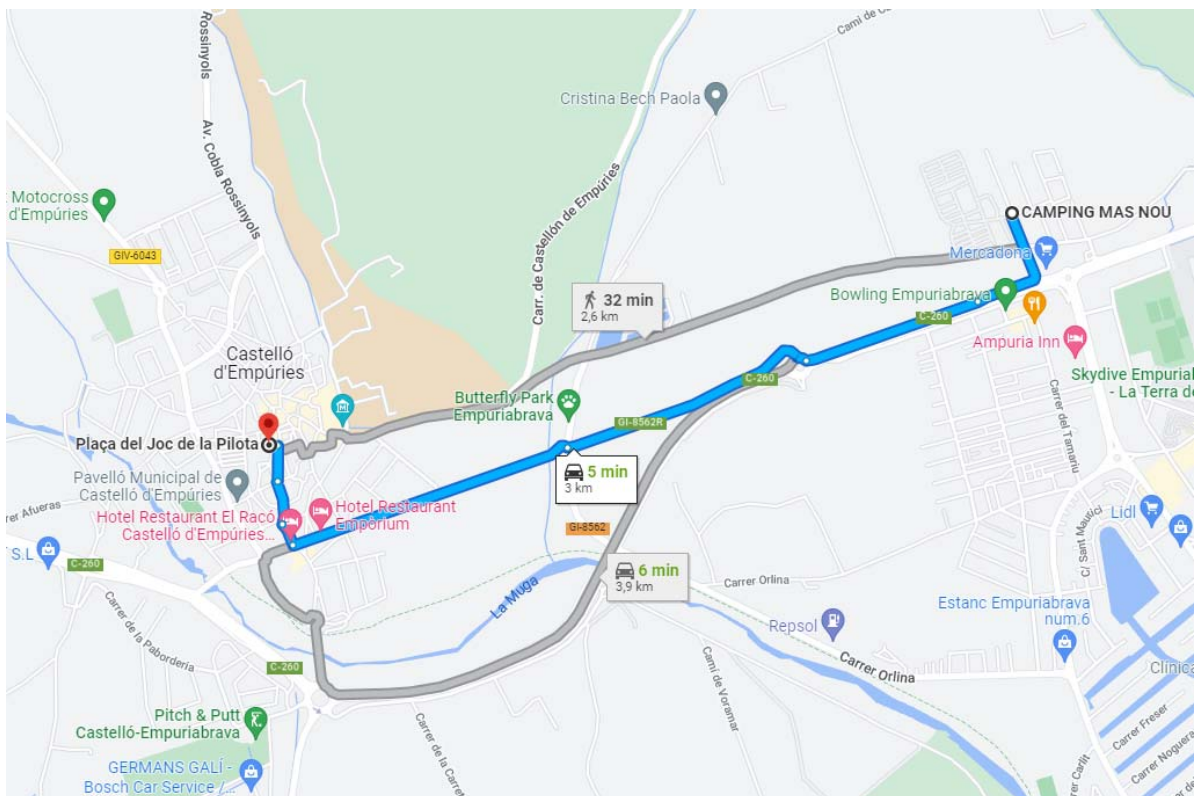 Rossinyols
Av. Cobla Rossinyols
Camí de Ca
Cristina Bech Paola
Carr. de Castellón de Empúries
Motocross
d'Empúries
GIV-6043
CAMPING MAS NOU
Mercadona
Bowling Empuriabrava
32 min
2,6 km
C-260
Ampuria Inn
Castelló
d'Empúries
C-260
Skydive Empurial
- La Terra de
Butterfly Park
Empuriabrava
GI-8562R
Carrer del Tamariu
Plaça del Joc de la Pilota
5 min
3 km
Pavelló Municipal de
Castelló d'Empúries
Hotel Restaurant
Emporium
Hotel Restaurant El Racó
Castelló d'Empúries...
rer Afueras
GI-8562
C/ Sant Mautici
Lidl
S.L
C-260
6 min
3,9 km
Carrer Orlina
La Muga
Estanc Empuriabrava
num.6
Carrer de la Pabordería
Repsol
C-260
Carrer Orlina
Camí de Voramar
Clinica
Pitch & Putt
Castelló-Empuriabrava
Carrer de la Carret
Carrer Freser
Carrer Noguera
Carrer Carlit
GERMANS GALÍ -
Bosch Car Service /...